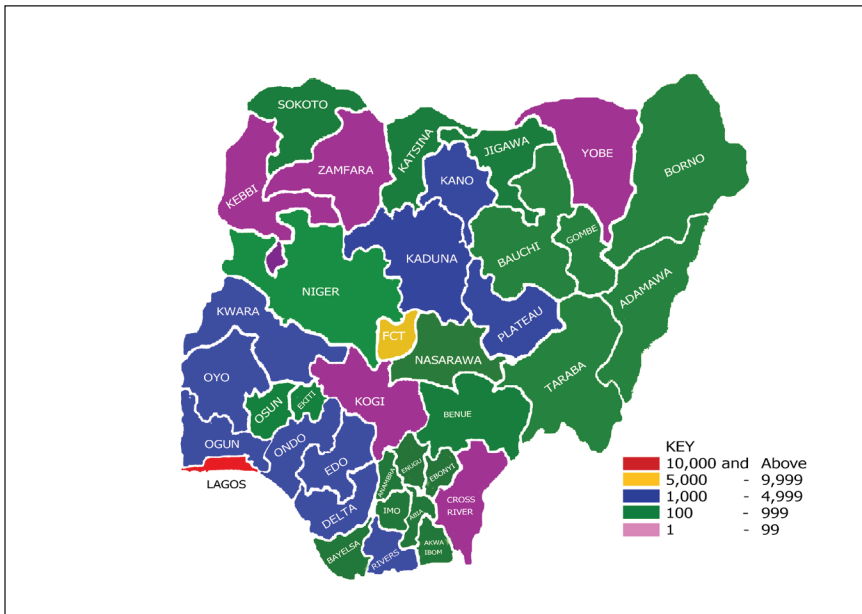 SOKOTO
KATSINA
JIGAWA
YOBE
BORNO
KEBBI
ZAMFARA
KANO
BAUCHI
GOMBE
ADAMAWA
KADUNA
NIGER
PLATEAU
KWARA
FCT
NASARAWA
TARABA
OYO
OSUN
EKITI
KOGI
BENUE
OGUN
ONDO
EDO
LAGOS
DELTA
ANAMBRA
ENUGU
EBONYI
CROSS
RIVER
IMO
ABIA
AKWA
IBOM
BAYELSA
RIVERS
KEY
10,000 and Above
5,000 - 9,999
1,000 - 4,999
100 - 999
1 - 99